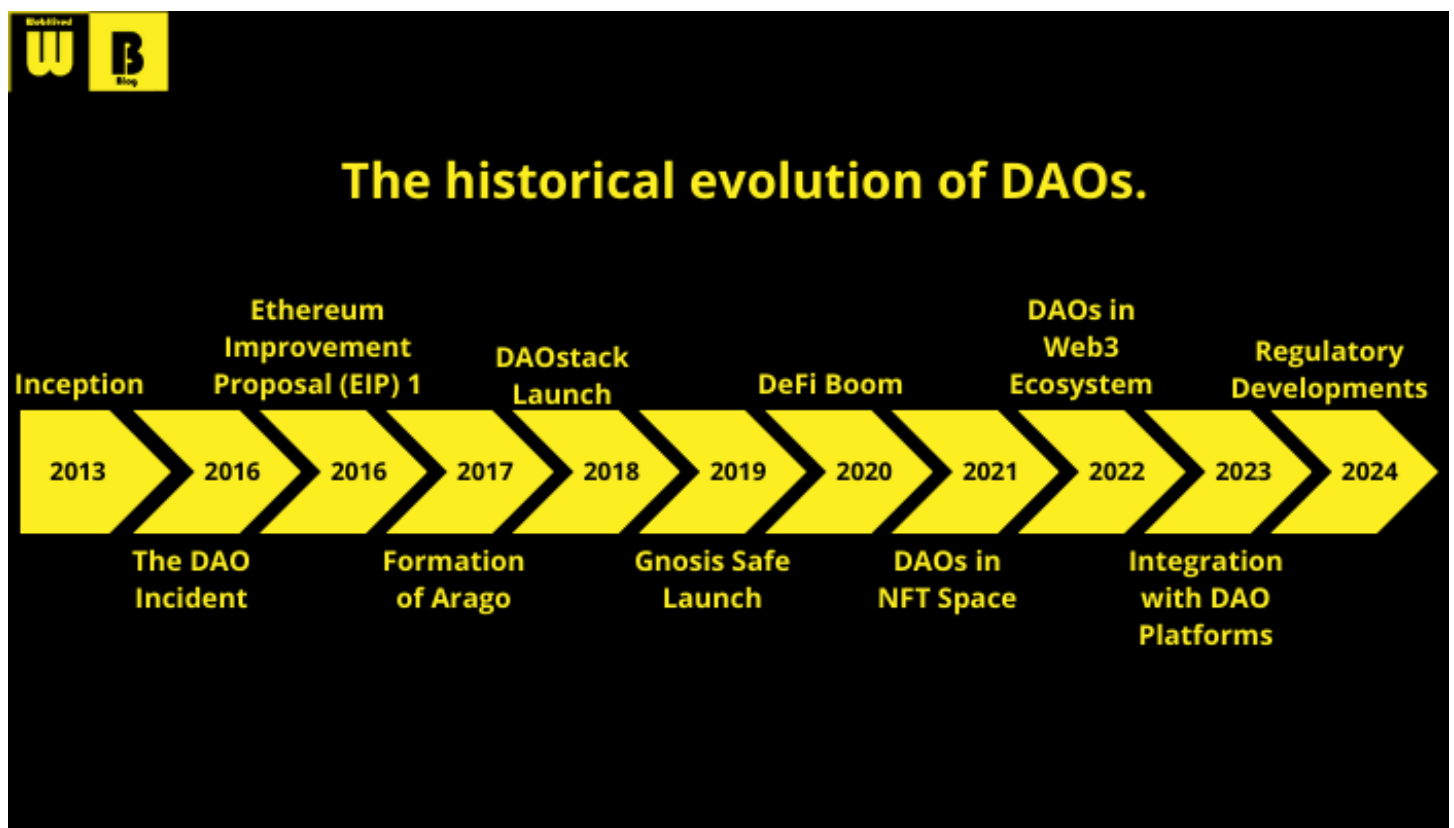 Webthived
W B
Blog
The historical evolution of DAOs.
Inception
Ethereum
Improvement
Proposal (EIP) 1
DAOstack
Launch
DeFi Boom
DAOs in
Web3
Ecosystem
Regulatory
Developments
2013
2016
2016
2017
2018
2019
2020
2021
2022
2023
2024
The DAO
Incident
Formation
of Arago
Gnosis Safe
Launch
DAOs in
NFT Space
Integration
with DAO
Platforms